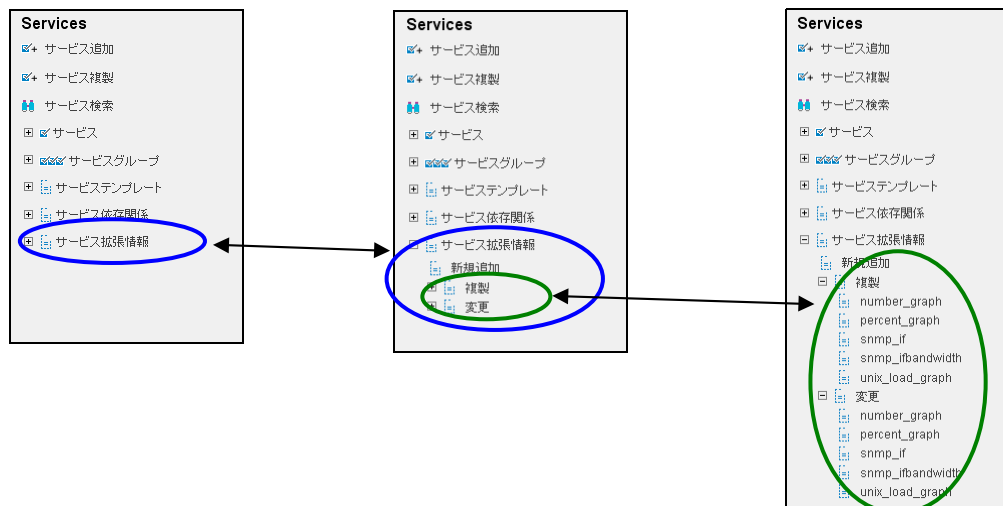 Services
サービス追加
サービス複製
サービス検索
サービス
サービスグループ
サービステンプレート
サービス依存関係
サービス拡張情報
Services
サービス追加
サービス複製
サービス検索
サービス
サービスグループ
サービステンプレート
サービス依存関係
サービス拡張情報
新規追加
複製
変更
Services
サービス追加
サービス複製
サービス検索
サービス
サービスグループ
サービステンプレート
サービス依存関係
サービス拡張情報
新規追加
複製
number_graph
percent_graph
snmp_if
snmp_ifbandwidth
unix_load_graph
変更
number_graph
percent_graph
snmp_if
snmp_ifbandwidth
unix_load_graph